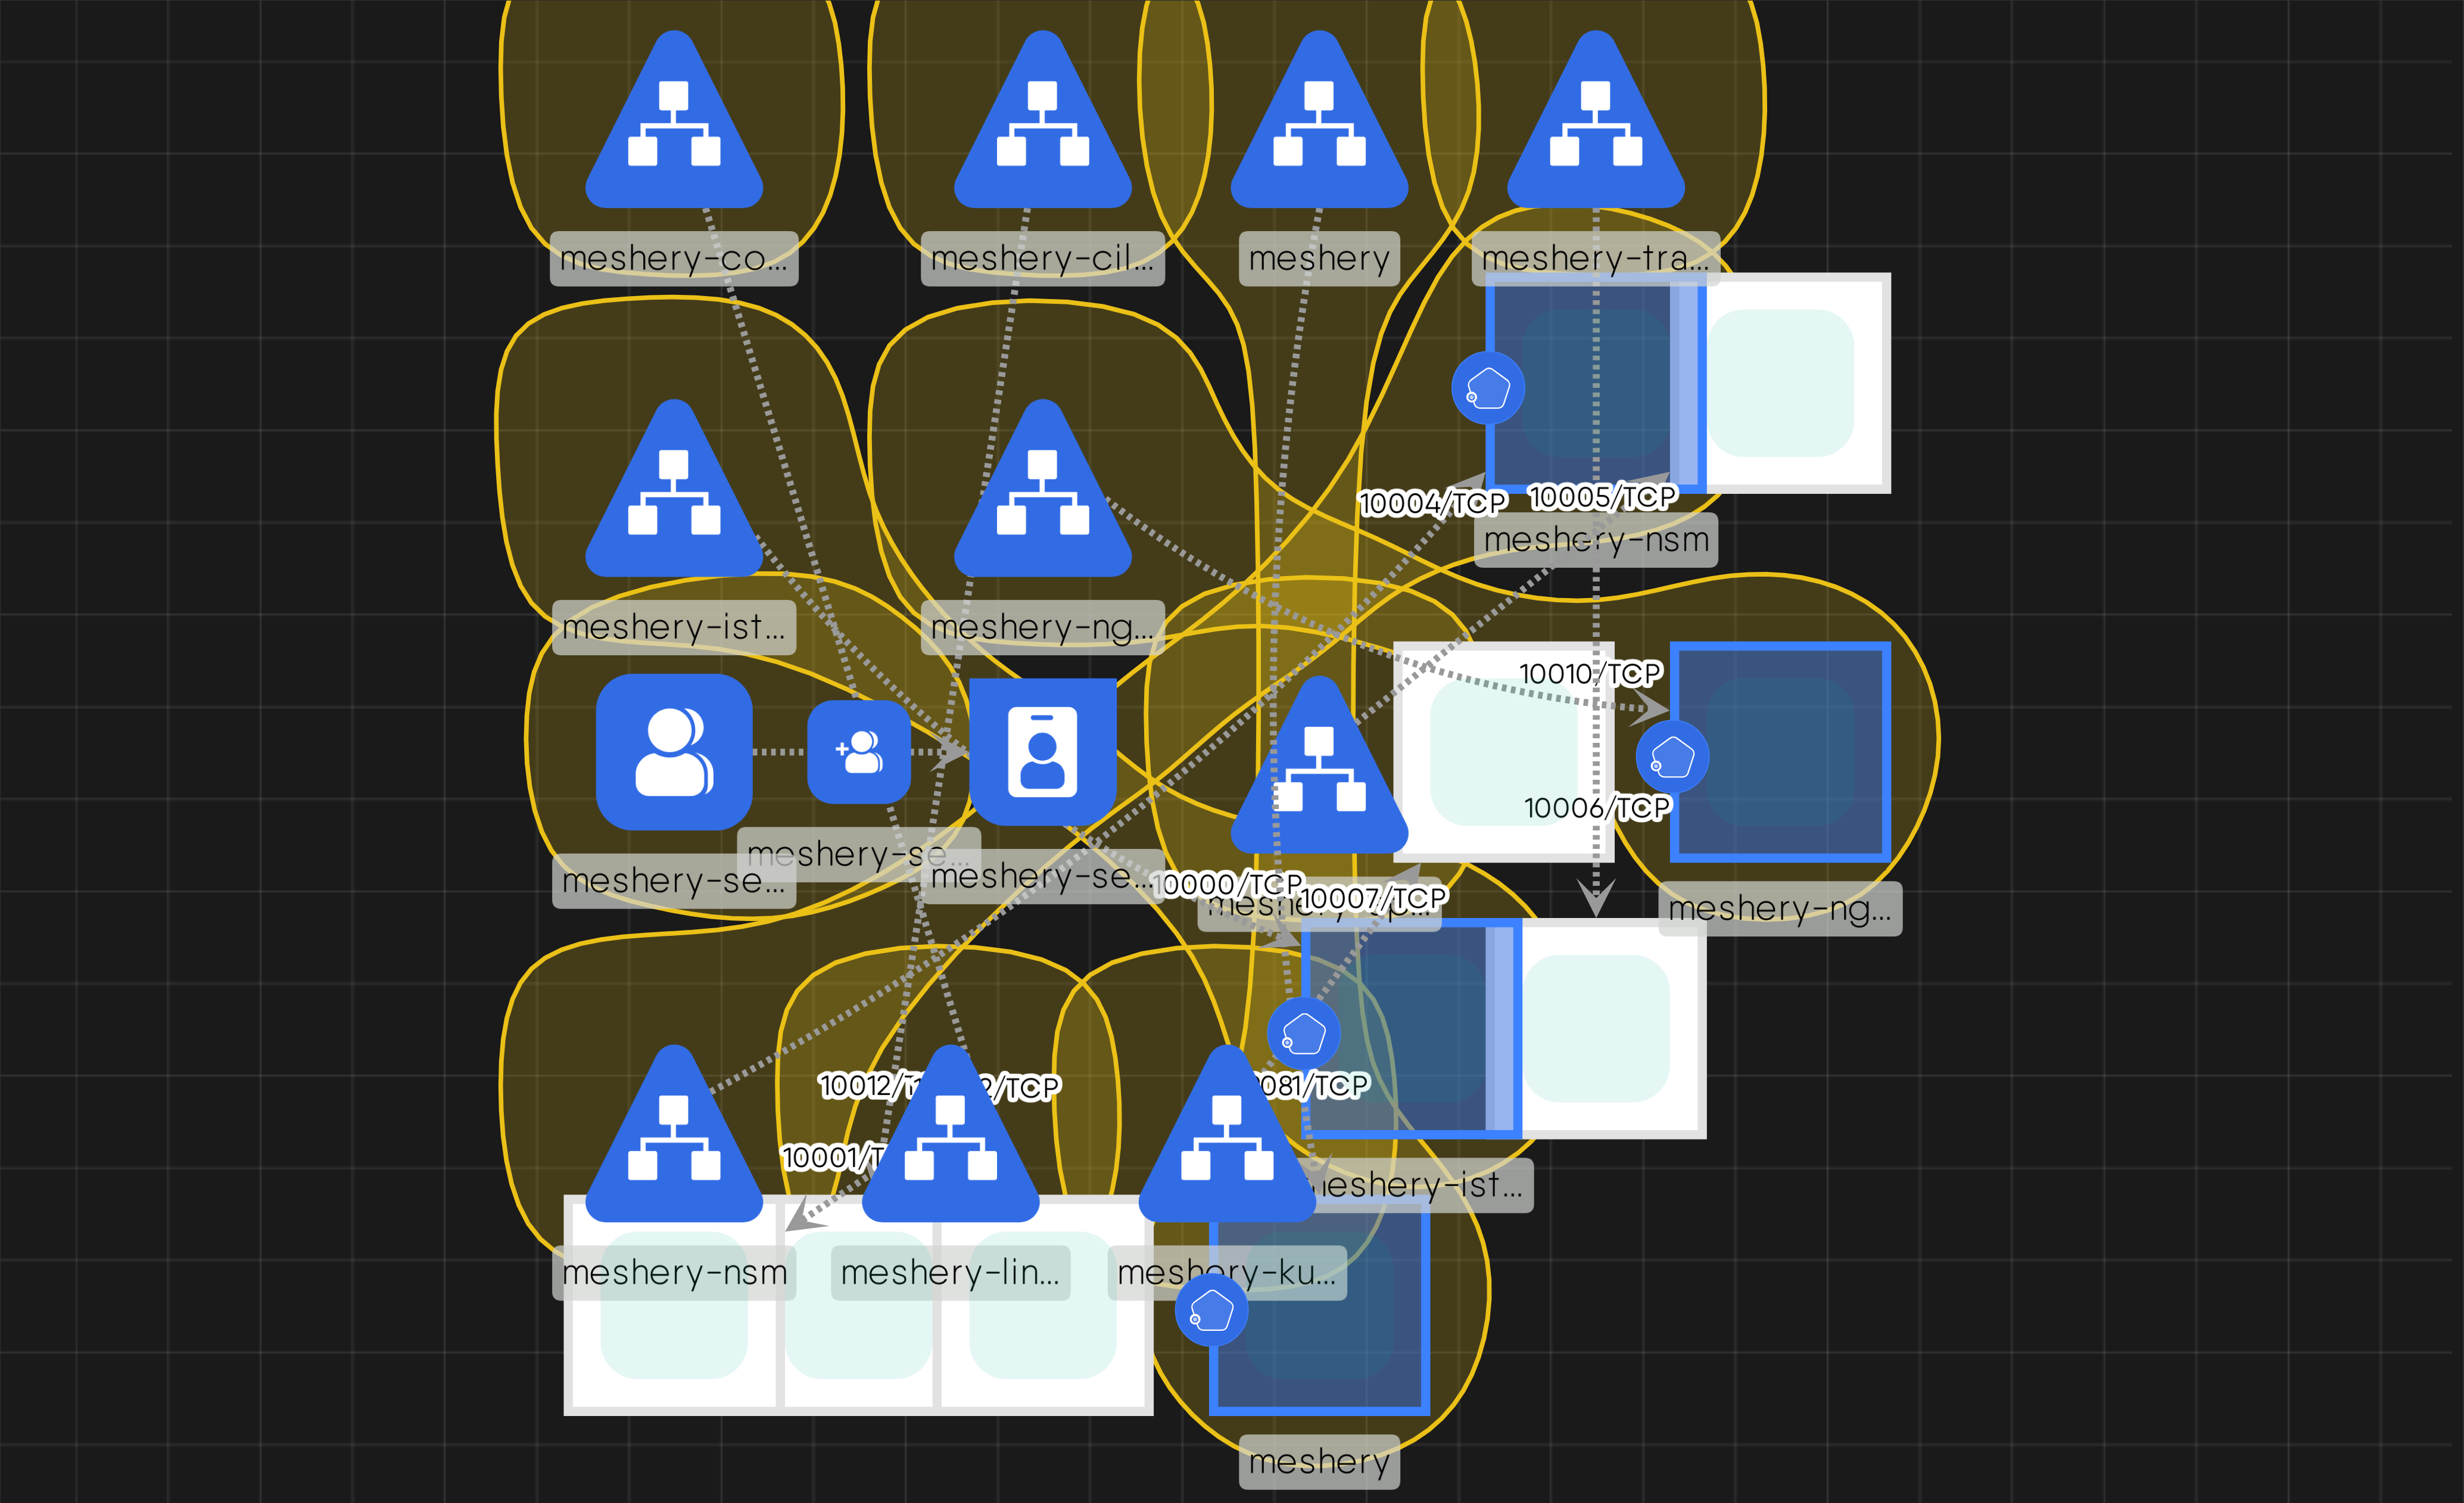 meshery-co...
meshery-cil...
meshery
meshery-tra...
10004/TCP
10005/TCP
meshery-nsm
meshery-ist...
meshery-ng...
10010/TCP
10006/TCP
meshery-se...
meshery-se...
meshery-se...
10000/TCP
10007/TCP
meshery-ng...
10012/T
2/TCP
081/TCP
10001/T
meshery-ist...
meshery-nsm
meshery-lin...
meshery-ku...
meshery